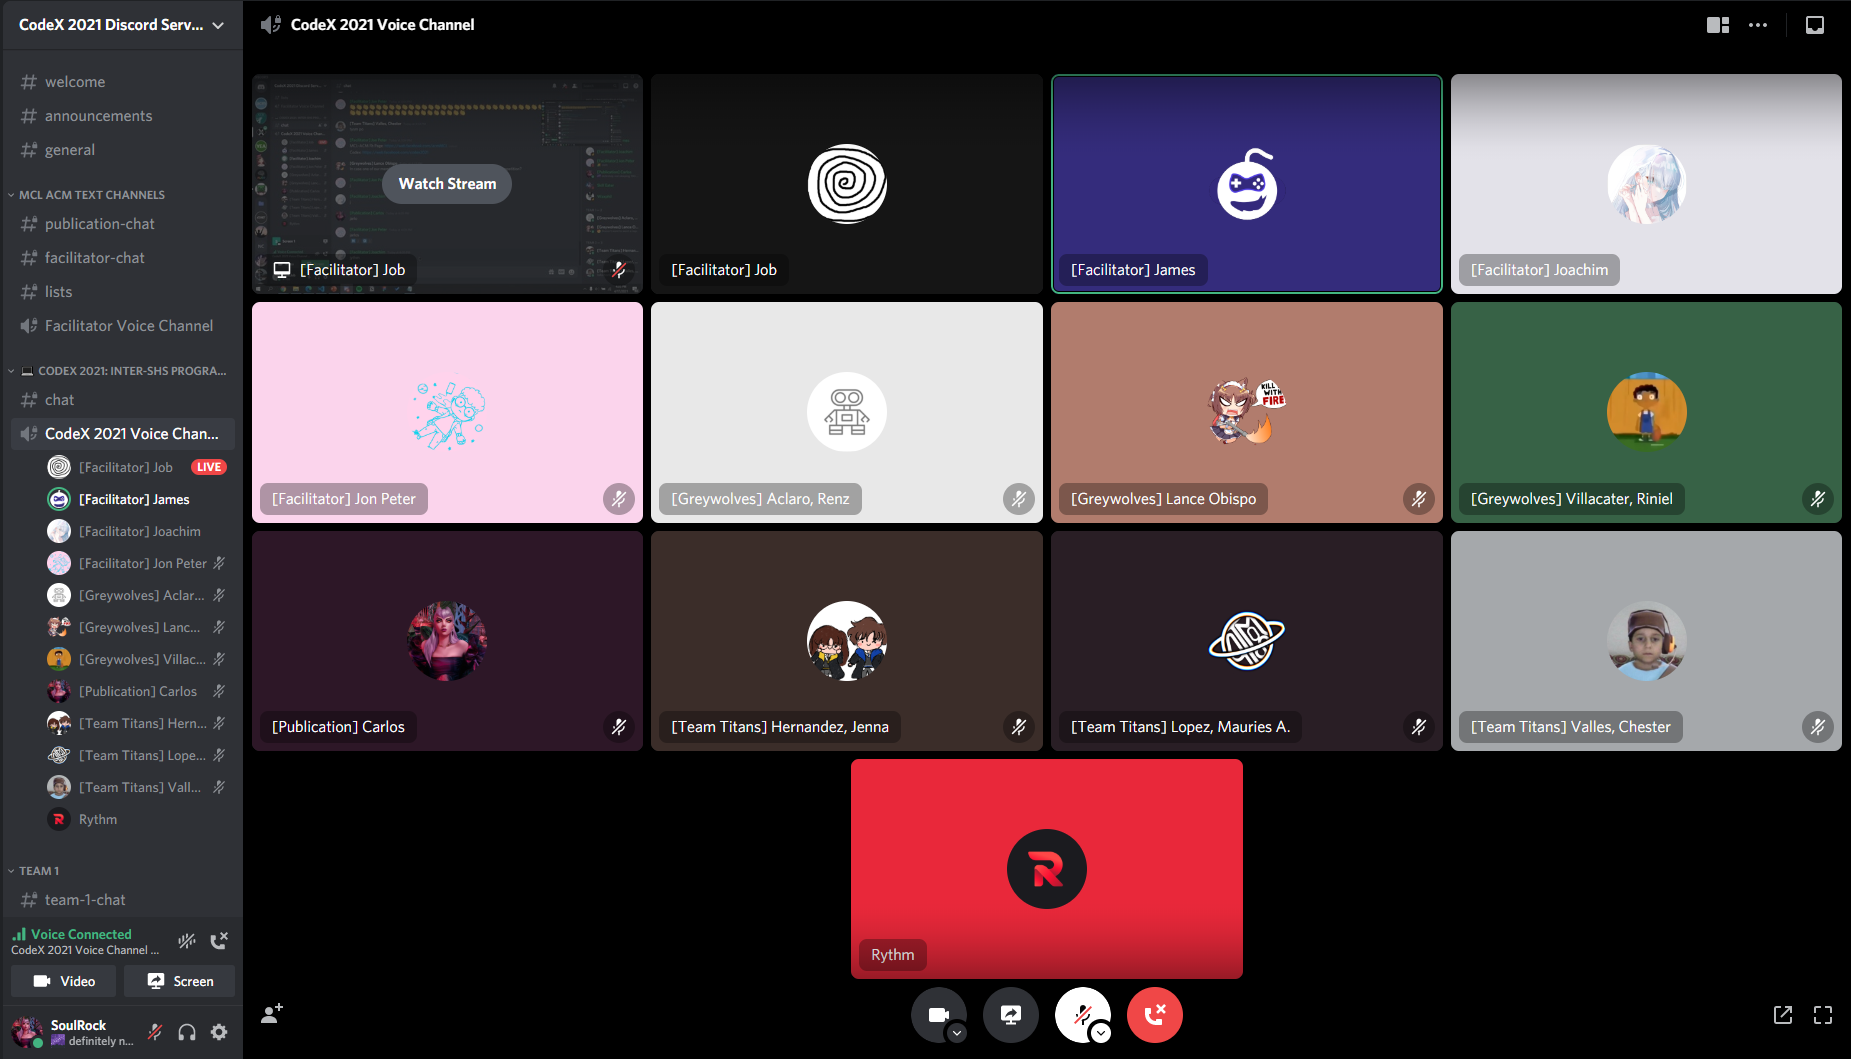 CodeX 2021 Discord Serv...
welcome
announcements
general
MCL ACM TEXT CHANNELS
publication-chat
facilitator-chat
lists
Facilitator Voice Channel
CODEX 2021: INTER-SHS PROGRA...
chat
CodeX 2021 Voice Chan...
[Facilitator] Job LIVE
[Facilitator] James
[Facilitator] Joachim
[Facilitator] Jon Peter
[Greywolves] Aclar...
[Greywolves] Lanc...
[Greywolves] Villac...
[Publication] Carlos
[Team Titans] Hern...
[Team Titans] Lope...
[Team Titans] Vall...
Rythm
TEAM 1
team-1-chat
Voice Connected
CodeX 2021 Voice Channel ...
Video
Screen
SoulRock
definitely n...
CodeX 2021 Voice Channel
Watch Stream
[Facilitator] Job
[Facilitator] Job
[Facilitator] James
[Facilitator] Joachim
KILL
WITH
FIRE
[Facilitator] Jon Peter
[Greywolves] Aclaro, Renz
[Greywolves] Lance Obispo
[Greywolves] Villacater, Riniel
[Publication] Carlos
[Team Titans] Hernandez, Jenna
[Team Titans] Lopez, Mauries A.
[Team Titans] Valles, Chester
R
Rythm